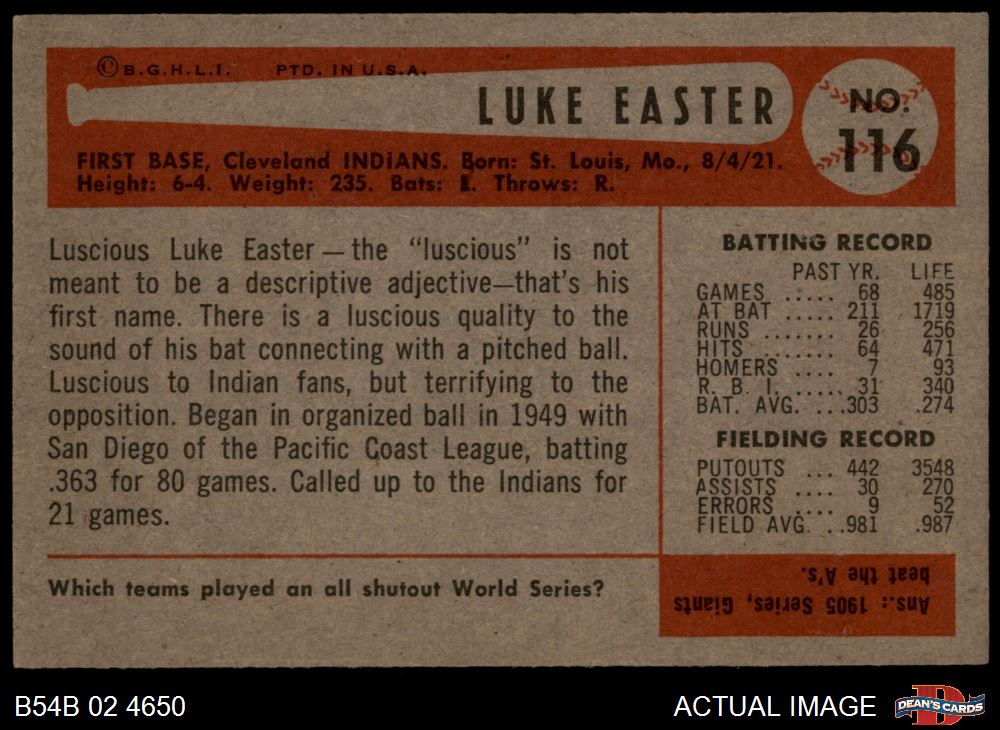 ©B.G.H.L.I. PTD. IN U.S.A.
LUKE EASTER
NO.
116
FIRST BASE, Cleveland INDIANS. Born: St. Louis, Mo., 8/4/21.
Height: 6-4. Weight: 235. Bats: L. Throws: R.
Luscious Luke Easter—the “luscious” is not
meant to be a descriptive adjective—that's his
first name. There is a luscious quality to the
sound of his bat connecting with a pitched ball.
Luscious to Indian fans, but terrifying to the
opposition. Began in organized ball in 1949 with
San Diego of the Pacific Coast League, batting
.363 for 80 games. Called up to the Indians for
21 games.
Which teams played an all shutout World Series?
BATTING RECORD
PAST YR. LIFE
GAMES ..... 68 485
AT BAT ..... 211 1719
RUNS ....... 26 256
HITS ....... 64 471
HOMERS .... 7 93
R. B. I. ...... 31 340
BAT. AVG. ...303 .274
FIELDING RECORD
PUTOUTS ... 442 3548
ASSISTS .... 30 270
ERRORS .... 9 52
FIELD AVG. ..981 .987
Ans.: 1905 Series, Giants
beat the A's.
B54B 02 4650
ACTUAL IMAGE
D
DEAN'S CARDS